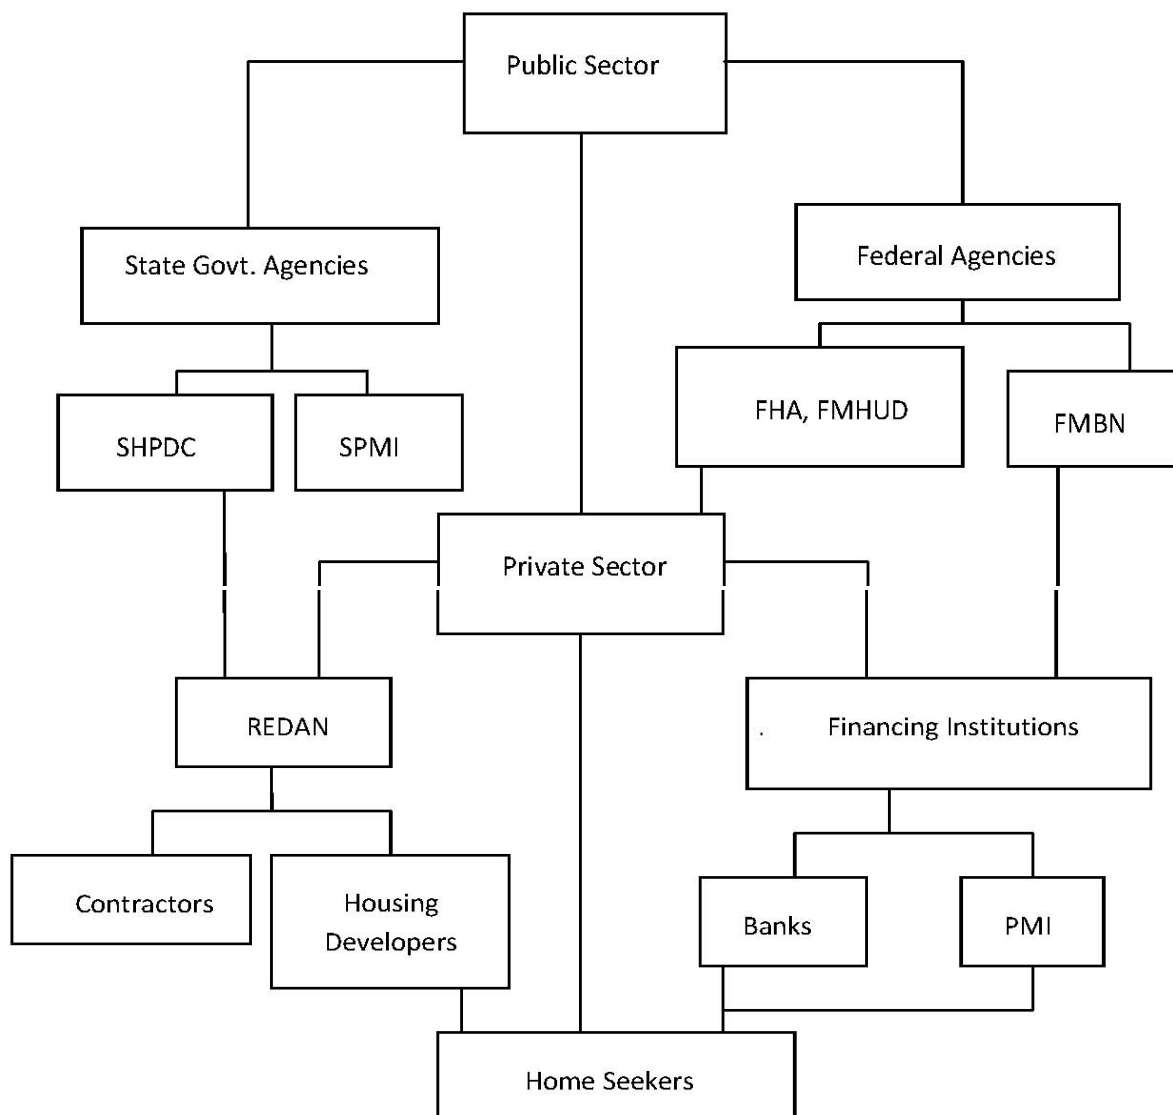 Public Sector
State Govt. Agencies
Federal Agencies
FHA, FMHUD
FMBN
SHPDC
SPMI
Private Sector
REDAN
Financing Institutions
.
Contractors
Housing
Developers
Banks
PMI
Home Seekers